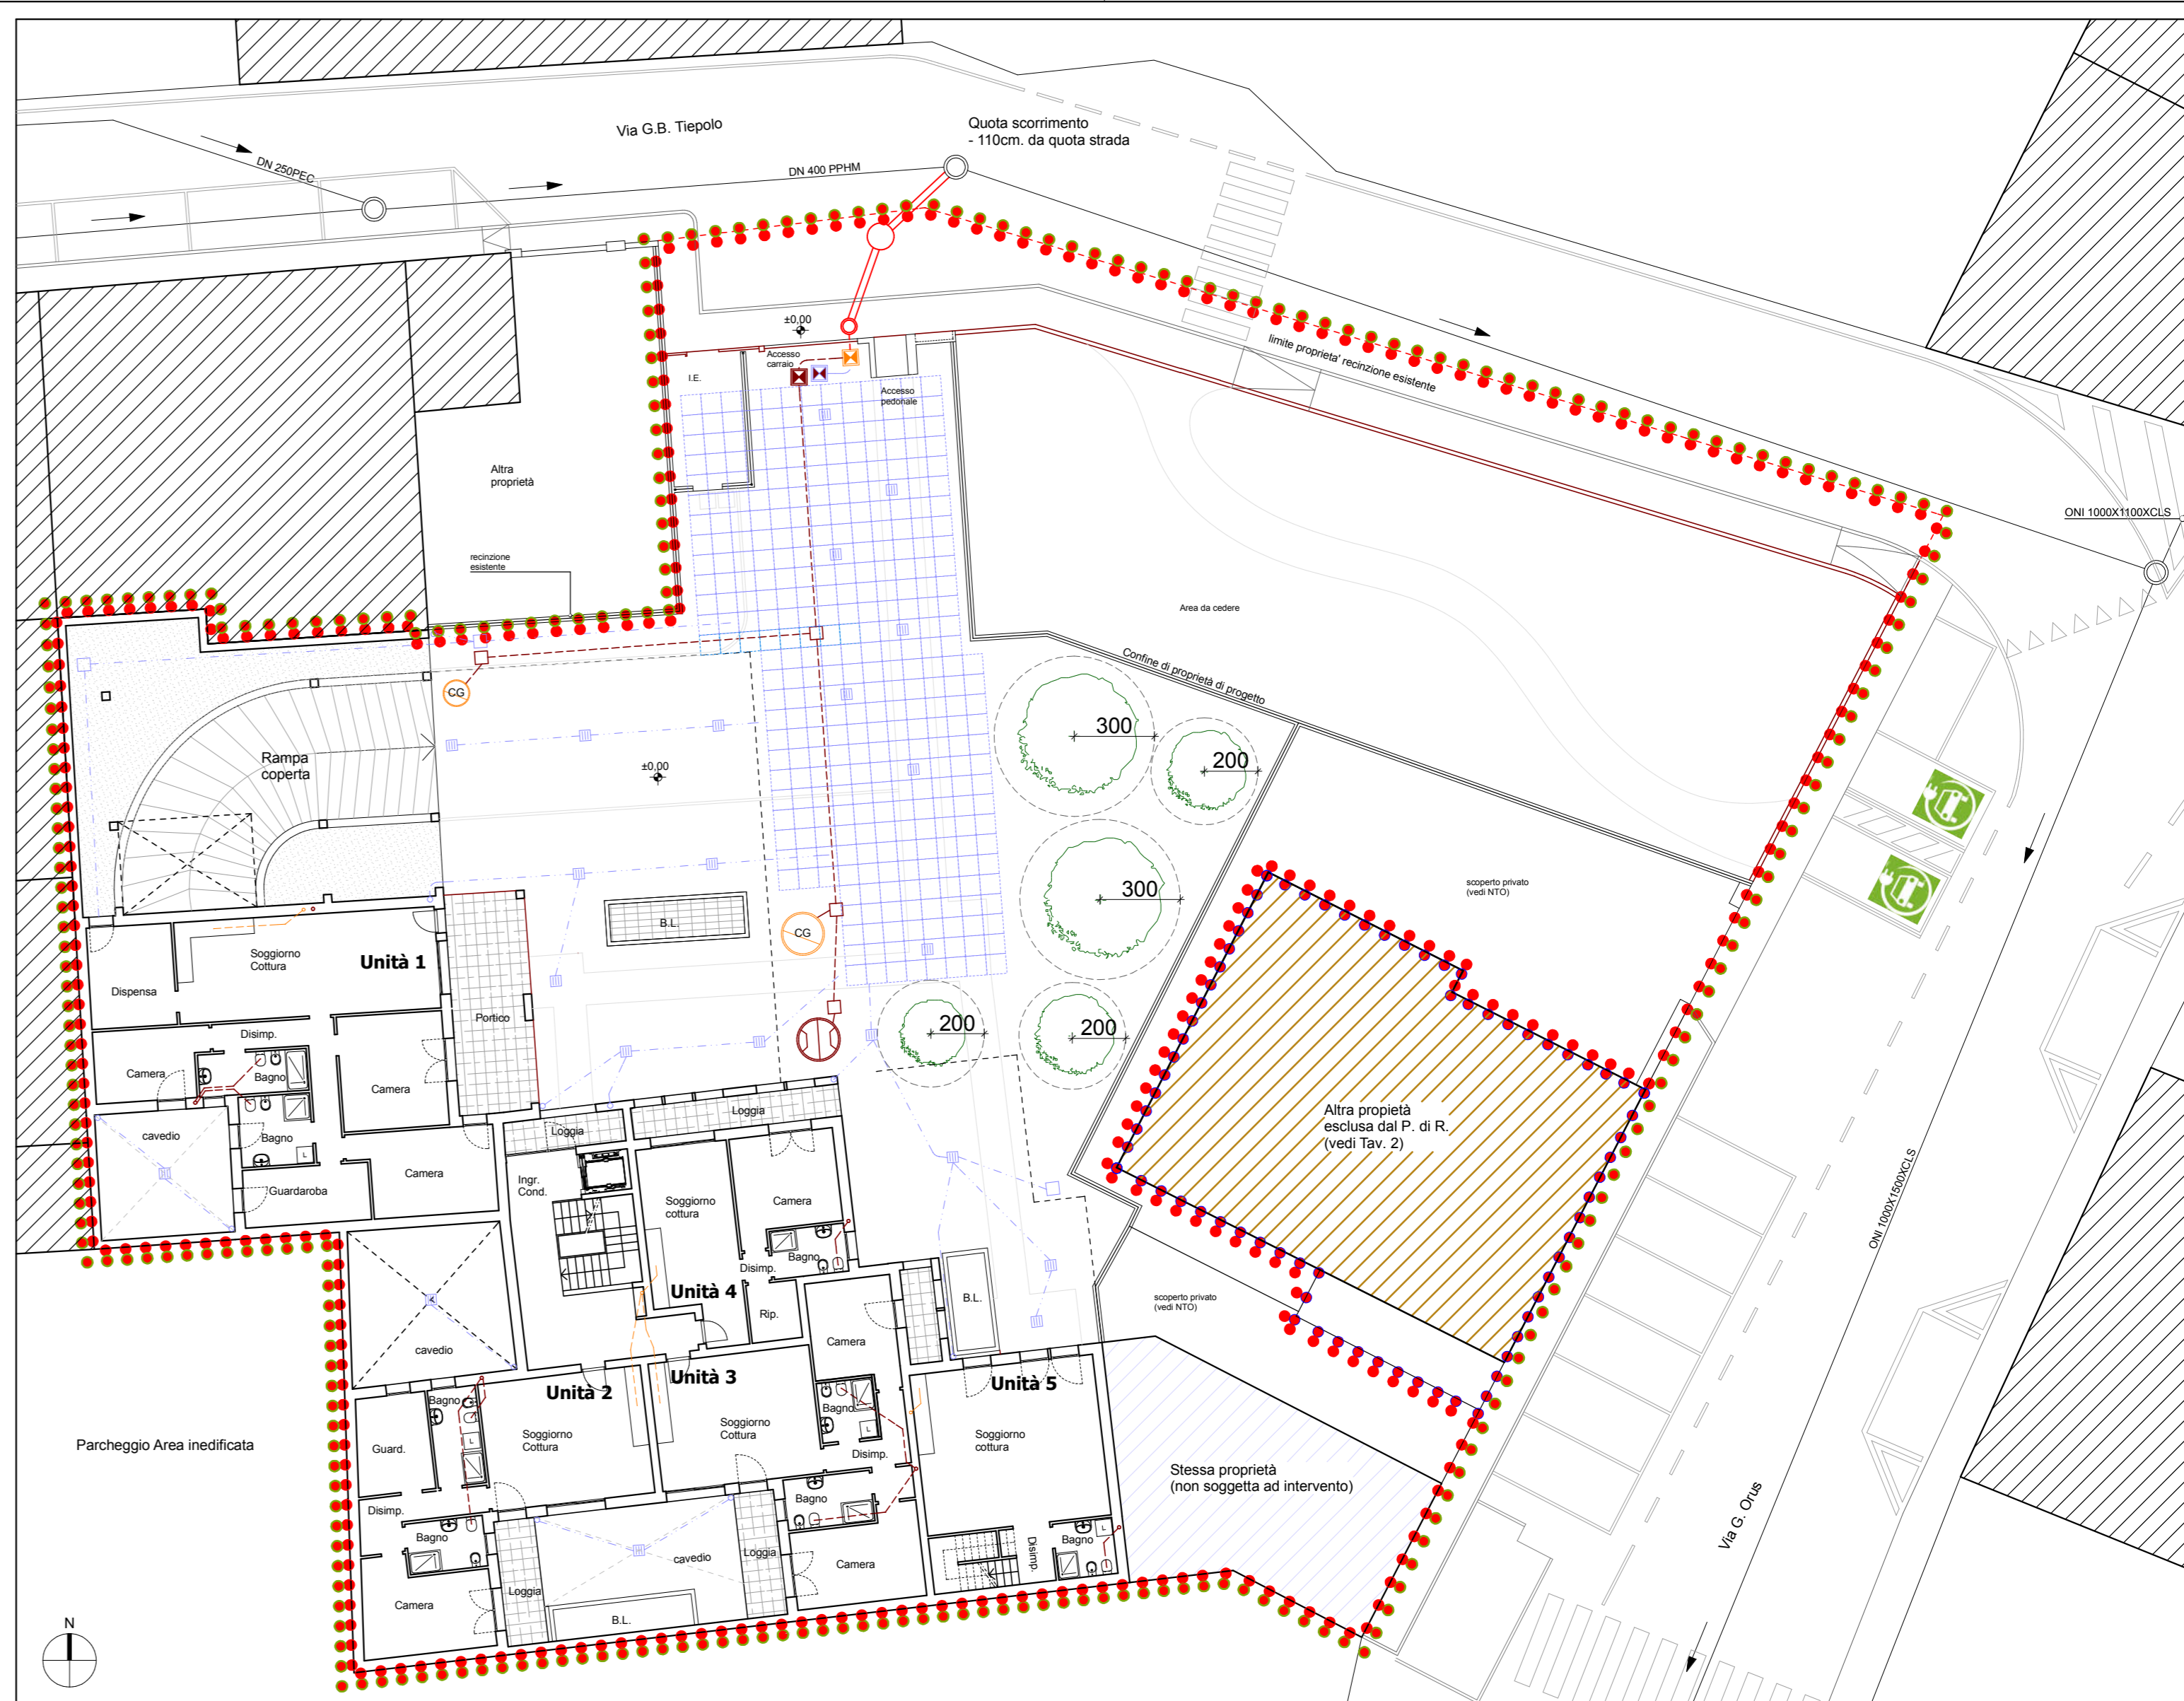 Via G.B. Tiepolo
Quota scorrimento
- 110cm. da quota strada
DN 250PEC
DN 400 PPHM
±0,00
Accesso
carraio
I.E.
Accesso
pedonale
limite proprieta' recinzione esistente
Altra
proprietà
ONI 1000X1100XCLS
recinzione
esistente
Area da cedere
Confine di proprietà di progetto
CG
300
200
Rampa
coperta
±0,00
300
scoperto privato
(vedi NTO)
B.L.
CG
Soggiorno
Cottura
Unità 1
Dispensa
Portico
200
200
Disimp.
Camera
Bagno
Camera
Loggia
Altra propietà
esclusa dal P. di R.
(vedi Tav. 2)
cavedio
Bagno
L
Loggia
Camera
Guardaroba
Ingr.
Cond.
Soggiorno
cottura
Camera
ONI 1000X1500XCLS
Bagno
Disimp.
Unità 4
Rip.
B.L.
scoperto privato
(vedi NTO)
cavedio
Camera
Unità 2
Unità 3
Unità 5
Bagno
Bagno
L
Guard.
L
Soggiorno
Cottura
Soggiorno
Cottura
Disimp.
Soggiorno
cottura
Parcheggio Area inedificata
Stessa proprietà
(non soggetta ad intervento)
Disimp.
Bagno
Bagno
Via G. Orus
Camera
Loggia
cavedio
Loggia
Camera
Disimp.
Bagno
L
B.L.
N